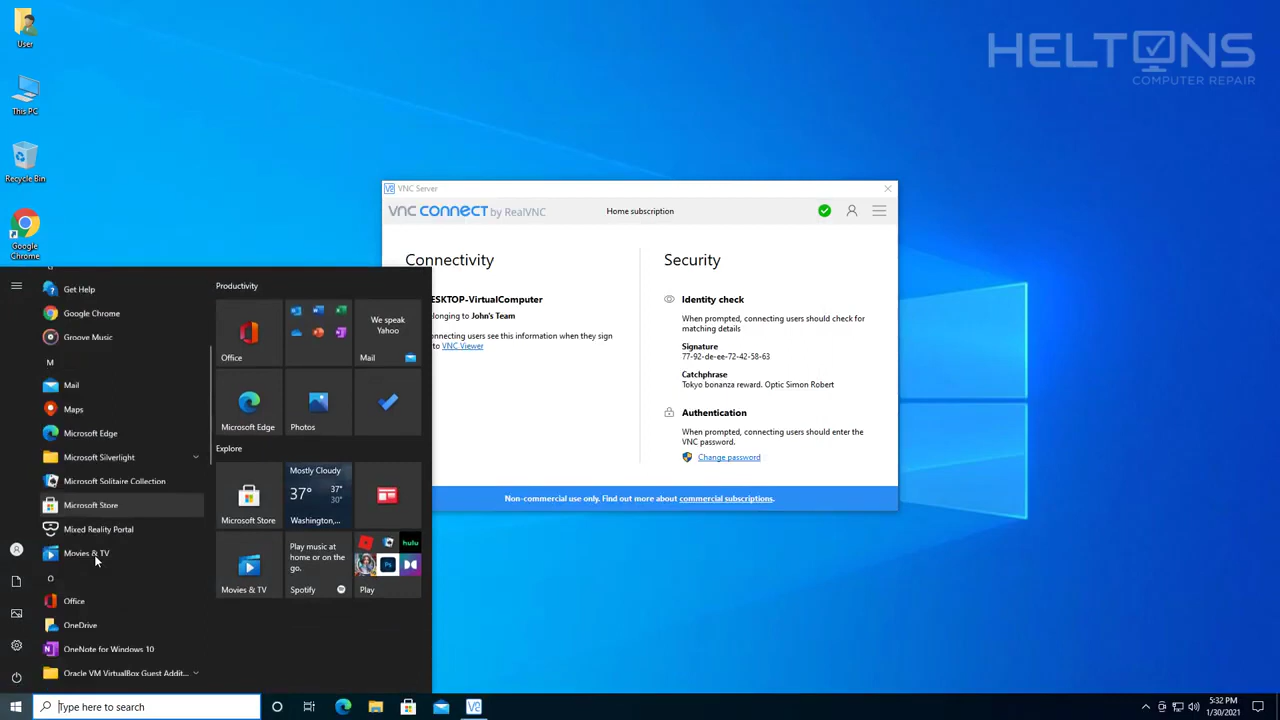 User
This PC
Recycle Bin
Google
Chrome
HELTONS
COMPUTER REPAIR
VNC Server
VNC CONNECT by RealVNC
Home subscription
Connectivity
ESKTOP-VirtualComputer
longing to John's Team
nnecting users see this information when they sign
to VNC Viewer
Security
Identity check
When prompted, connecting users should check for
matching details
Signature
77-92-de-ee-72-42-58-63
Catchphrase
Tokyo bonanza reward. Optic Simon Robert
Authentication
When prompted, connecting users should enter the
VNC password.
Change password
Non-commercial use only. Find out more about commercial subscriptions.
Get Help
Google Chrome
Groove Music
M
Mail
Maps
Microsoft Edge
Microsoft Silverlight
Microsoft Solitaire Collection
Microsoft Store
Mixed Reality Portal
Movies & TV
O
Office
OneDrive
OneNote for Windows 10
Oracle VM VirtualBox Guest Addit...
Productivity
Office
We speak
Yahoo
Mail
Microsoft Edge
Photos
Explore
Microsoft Store
Mostly Cloudy
37° 37°
30°
Washington,...
Movies & TV
Play music at
home or on the
go.
Spotify
hulu
Ps
Play
Type here to search
5:32 PM
1/30/2021